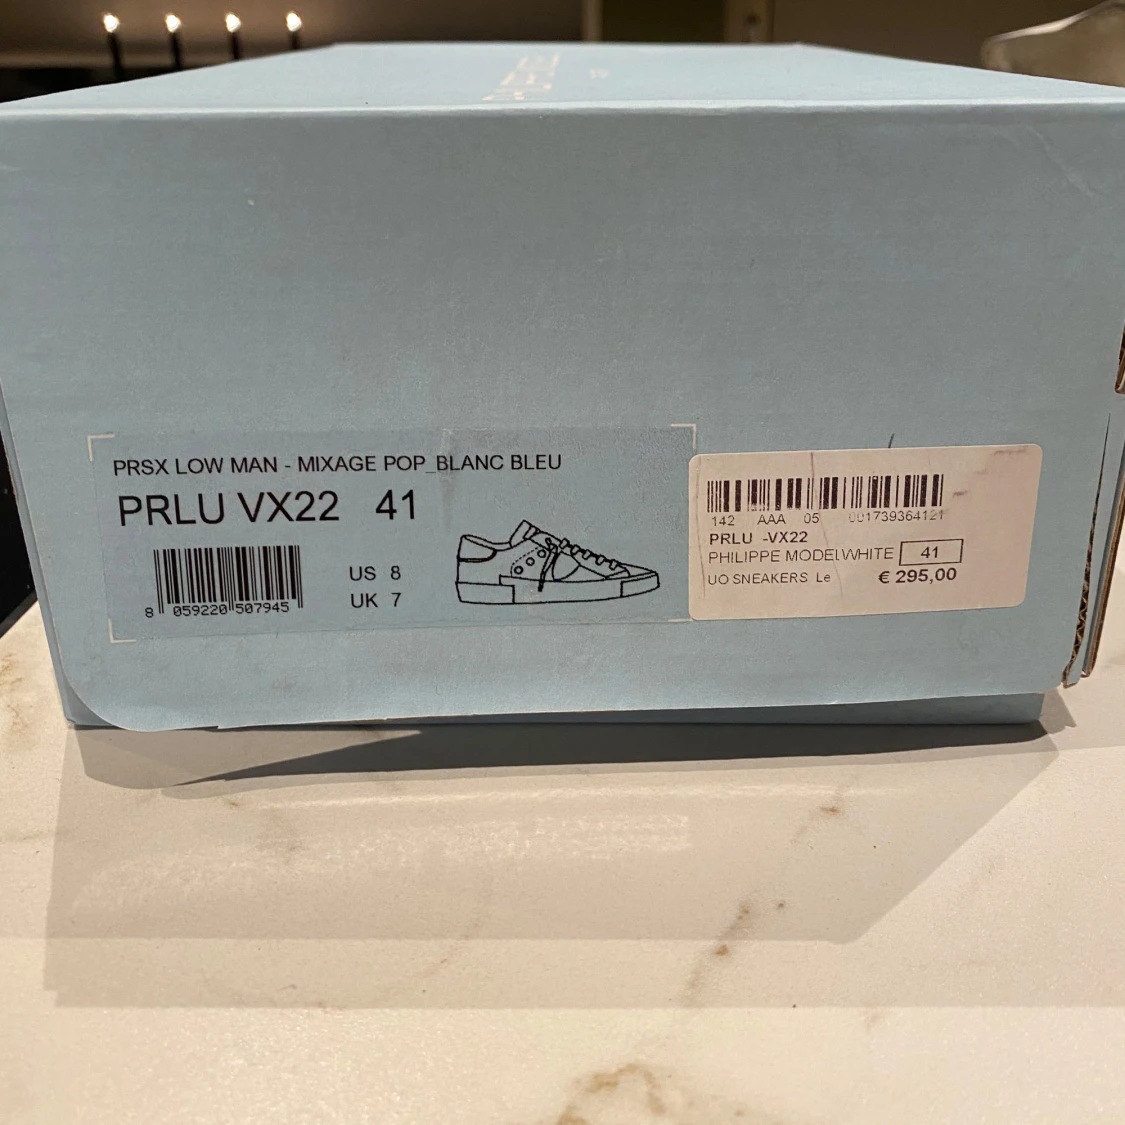 PRSX LOW MAN - MIXAGE POP_BLANC BLEU
PRLU VX22 41
US 8
UK 7
8 059220 507945
142 AAA 05 001739364121
PRLU -VX22
PHILIPPE MODEL WHITE 41
UO SNEAKERS Le
€ 295,00